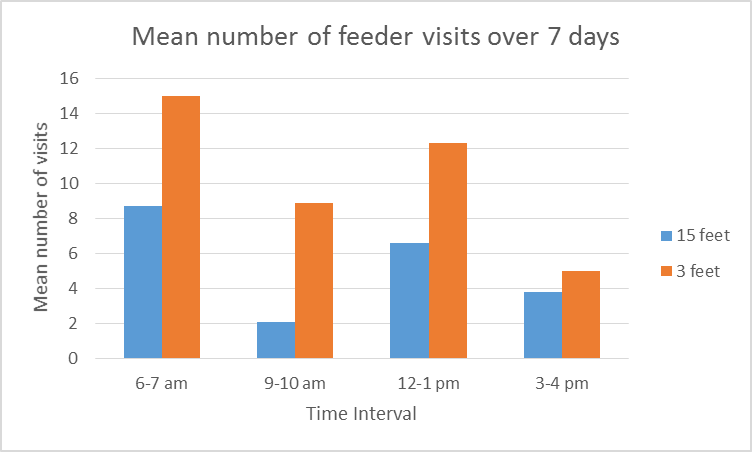 Mean number of feeder visits over 7 days
16
14
12
10
8
6
4
2
0
Mean number of visits
6-7 am
9-10 am
12-1 pm
3-4 pm
Time Interval
15 feet
3 feet